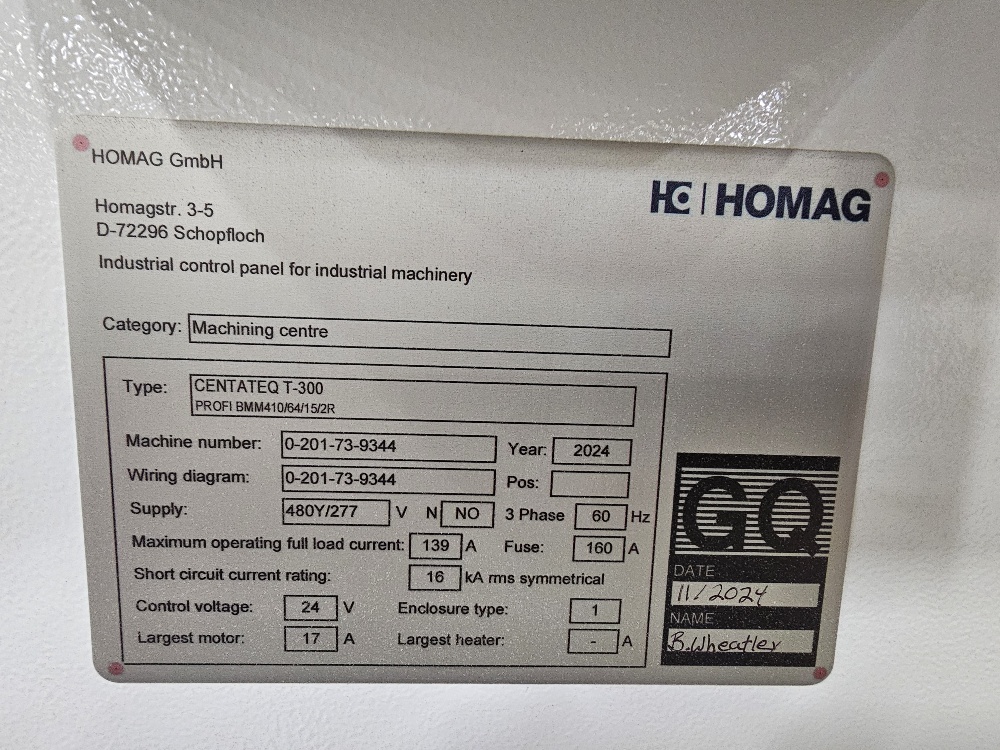 HOMAG GmbH
HC | HOMAG
Homagstr. 3-5
D-72296 Schopfloch
Industrial control panel for industrial machinery
Category: Machining centre
Type: CENTATEQ T-300
PROFI BMM410/64/15/2R
Machine number: 0-201-73-9344 Year: 2024
Wiring diagram: 0-201-73-9344 Pos:
Supply: 480Y/277 V N NO 3 Phase 60 Hz
Maximum operating full load current: 139 A Fuse: 160 A
Short circuit current rating: 16 kA rms symmetrical
Control voltage: 24 V Enclosure type: 1
Largest motor: 17 A Largest heater: - A
GQ
DATE
11/2024
NAME
B.Wheatley